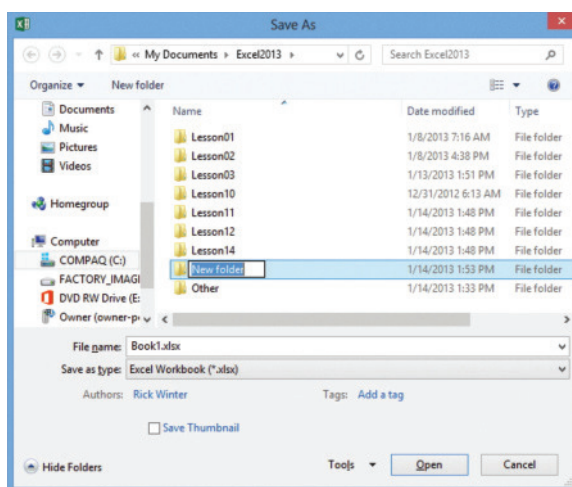 Save As
« My Documents ▸ Excel2013 ▸ Search Excel2013
Organize ▾ New folder
Documents
Music
Pictures
Videos
Homegroup
Computer
COMPAQ (C:)
FACTORY_IMAG
DVD RW Drive (E:
Owner (owner-p
Name Date modified Type
Lesson01 1/8/2013 7:16 AM File folder
Lesson02 1/8/2013 4:38 PM File folder
Lesson03 1/13/2013 1:51 PM File folder
Lesson10 12/31/2012 6:13 AM File folder
Lesson11 1/14/2013 1:48 PM File folder
Lesson12 1/14/2013 1:48 PM File folder
Lesson14 1/14/2013 1:48 PM File folder
New folder 1/14/2013 1:53 PM File folder
Other 1/14/2013 1:33 PM File folder
File name: Book1.xlsx
Save as type: Excel Workbook (*.xlsx)
Authors: Rick Winter Tags: Add a tag
Save Thumbnail
Hide Folders Tools ▾ Open Cancel